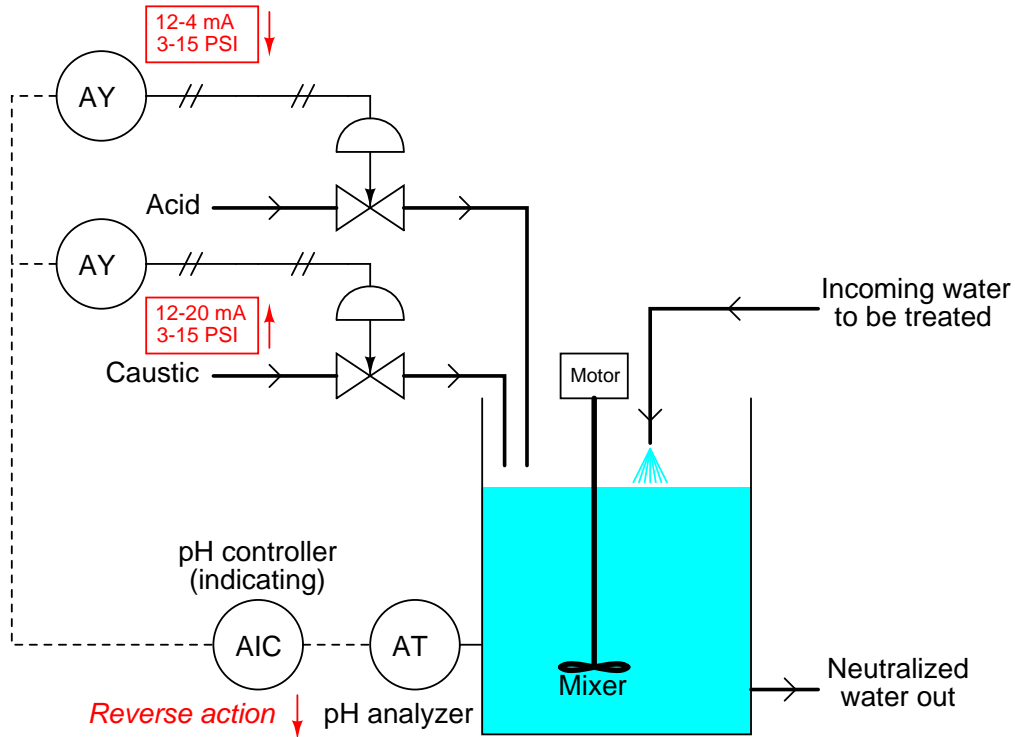 12-4 mA
3-15 PSI
AY
Acid
AY
12-20 mA
3-15 PSI
Caustic
Incoming water
to be treated
Motor
pH controller
(indicating)
AIC
AT
Mixer
Neutralized
water out
Reverse action
pH analyzer